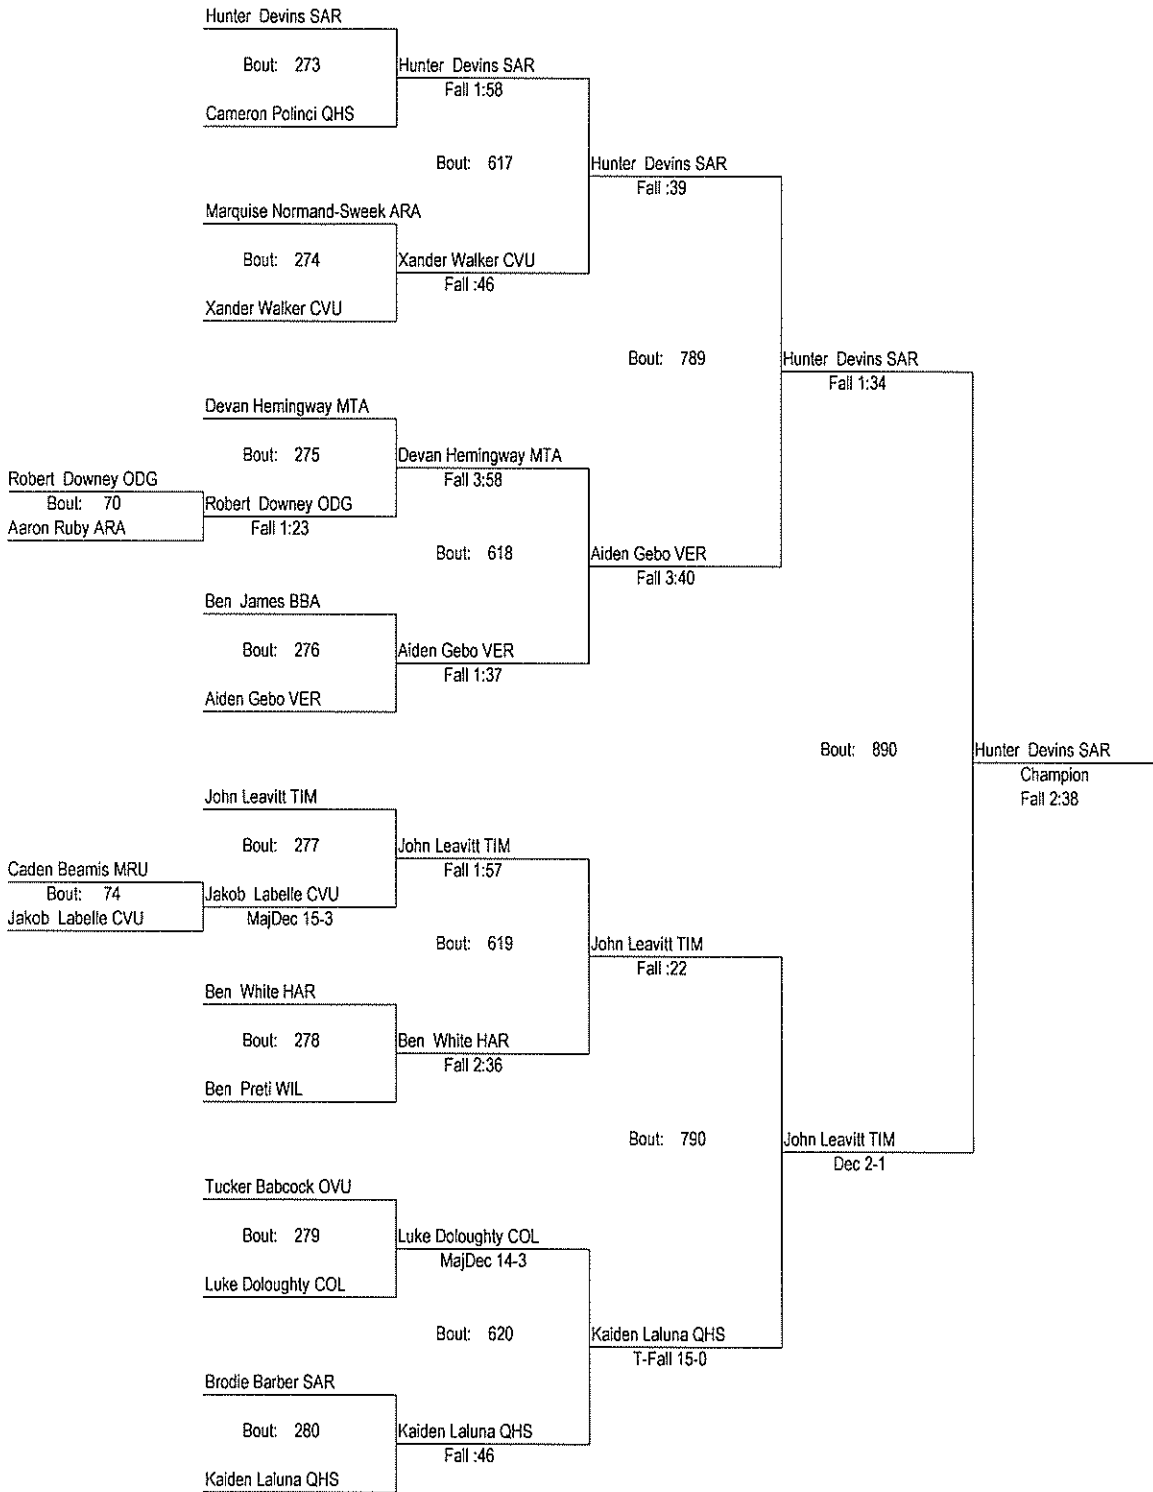 Hunter Devins SAR
Bout: 273
Hunter Devins SAR
Fall 1:58
Cameron Polinci QHS
Bout: 617
Hunter Devins SAR
Fall :39
Marquise Normand-Sweek ARA
Bout: 274
Xander Walker CVU
Fall :46
Xander Walker CVU
Bout: 789
Hunter Devins SAR
Fall 1:34
Devan Hemingway MTA
Bout: 275
Devan Hemingway MTA
Fall 3:58
Robert Downey ODG
Bout: 70
Robert Downey ODG
Aaron Ruby ARA
Fall 1:23
Bout: 618
Aiden Gebo VER
Fall 3:40
Ben James BBA
Bout: 276
Aiden Gebo VER
Fall 1:37
Aiden Gebo VER
Bout: 890
Hunter Devins SAR
Champion
Fall 2:38
John Leavitt TIM
Bout: 277
John Leavitt TIM
Fall 1:57
Caden Beamis MRU
Bout: 74
Jakob Labelle CVU
Jakob Labelle CVU
MajDec 15-3
Bout: 619
John Leavitt TIM
Fall :22
Ben White HAR
Bout: 278
Ben White HAR
Fall 2:36
Ben Preti WIL
Bout: 790
John Leavitt TIM
Dec 2-1
Tucker Babcock OVU
Bout: 279
Luke Doloughty COL
MajDec 14-3
Luke Doloughty COL
Bout: 620
Kaiden Laluna QHS
T-Fall 15-0
Brodie Barber SAR
Bout: 280
Kaiden Laluna QHS
Fall :46
Kaiden Laluna QHS